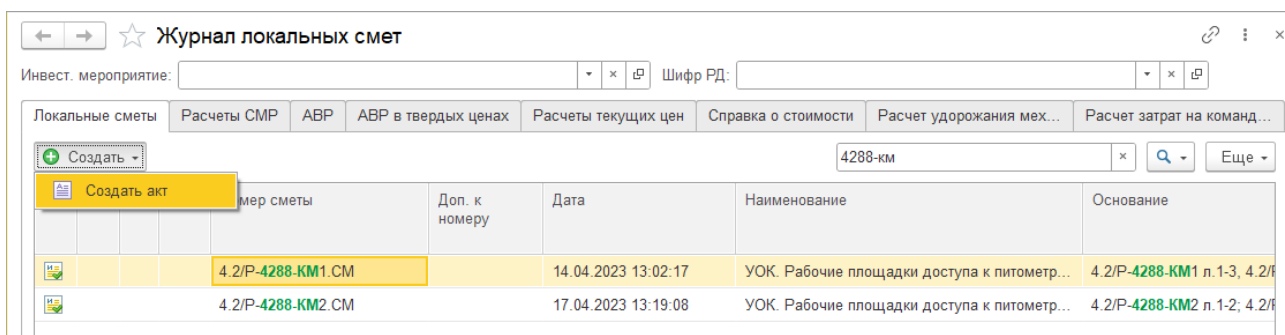 Журнал локальных смет
Инвест. мероприятие: Шифр РД:
Локальные сметы Расчеты СМР АВР АВР в твердых ценах Расчеты текущих цен Справка о стоимости Расчет удорожания мех... Расчет затрат на команд...
Создать 4288-км Еще
Создать акт
мер сметы Доп. к номеру Дата Наименование Основание
4.2/Р-4288-КМ1.СМ 14.04.2023 13:02:17 УОК. Рабочие площадки доступа к питометр... 4.2/Р-4288-КМ1 л.1-3, 4.2/
4.2/Р-4288-КМ2.СМ 17.04.2023 13:19:08 УОК. Рабочие площадки доступа к питометр... 4.2/Р-4288-КМ2 л.1-2; 4.2/